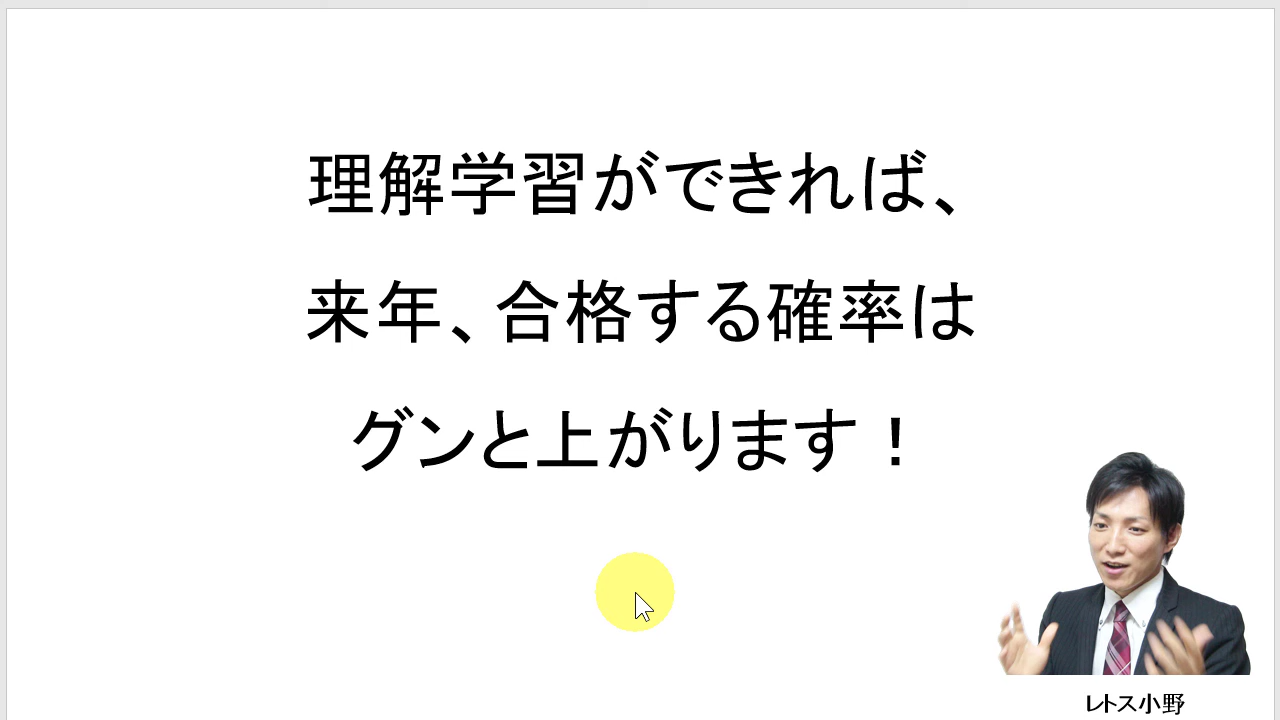 理解学習ができれば、
来年、合格する確率は
グンと上がります！
レトス小野